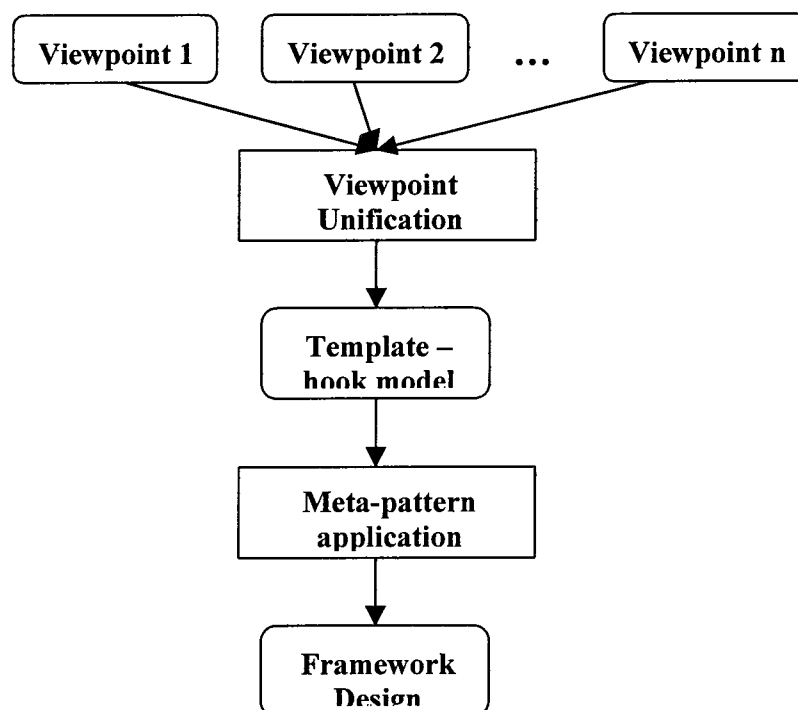 Viewpoint 1
Viewpoint 2
...
Viewpoint n
Viewpoint
Unification
Template –
hook model
Meta-pattern
application
Framework
Design